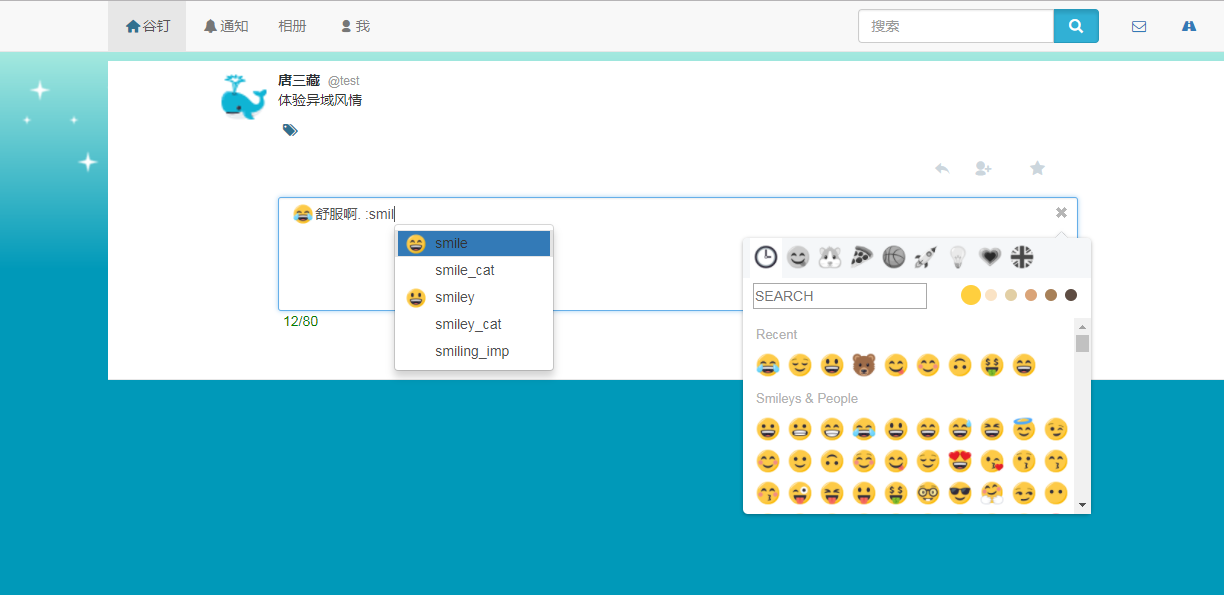 谷钉 通知 相册 我 搜索
唐三藏 @test
体验异域风情
😂舒服啊. :smil
smile
smile_cat
smiley
smiley_cat
smiling_imp
12/80
SEARCH
Recent
Smileys & People